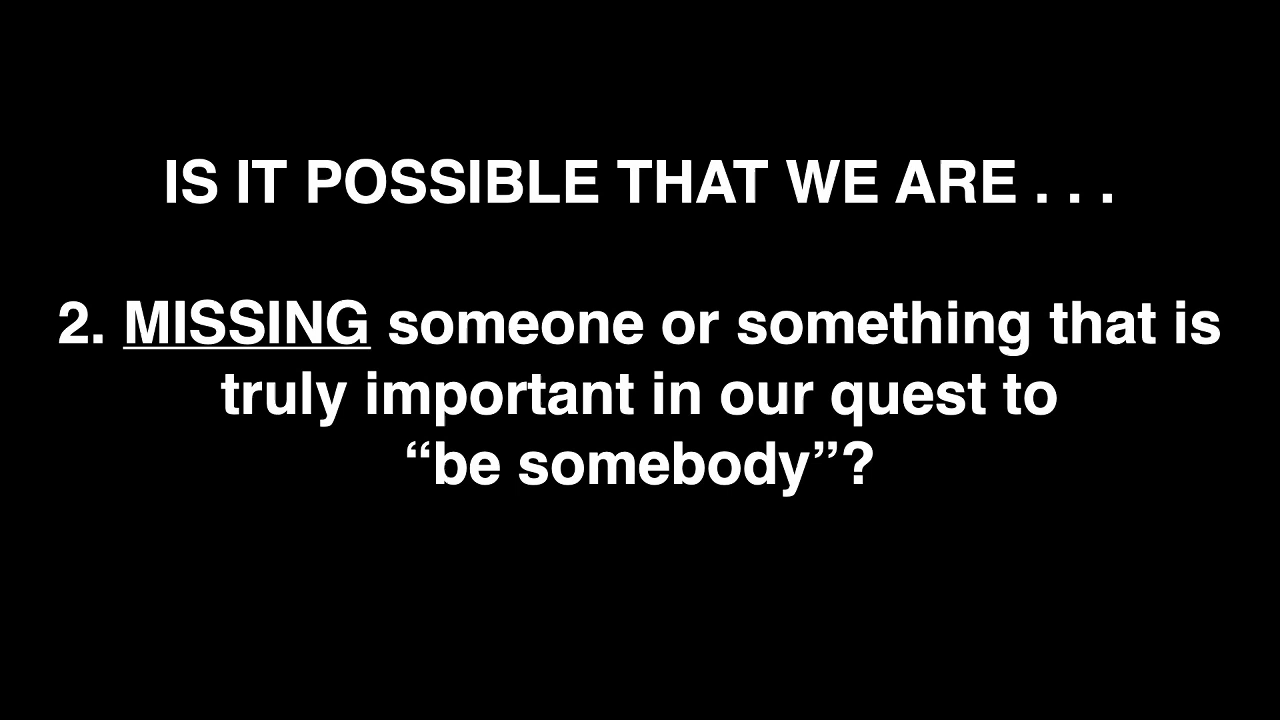 IS IT POSSIBLE THAT WE ARE . . .
2. MISSING someone or something that is
truly important in our quest to
“be somebody”?